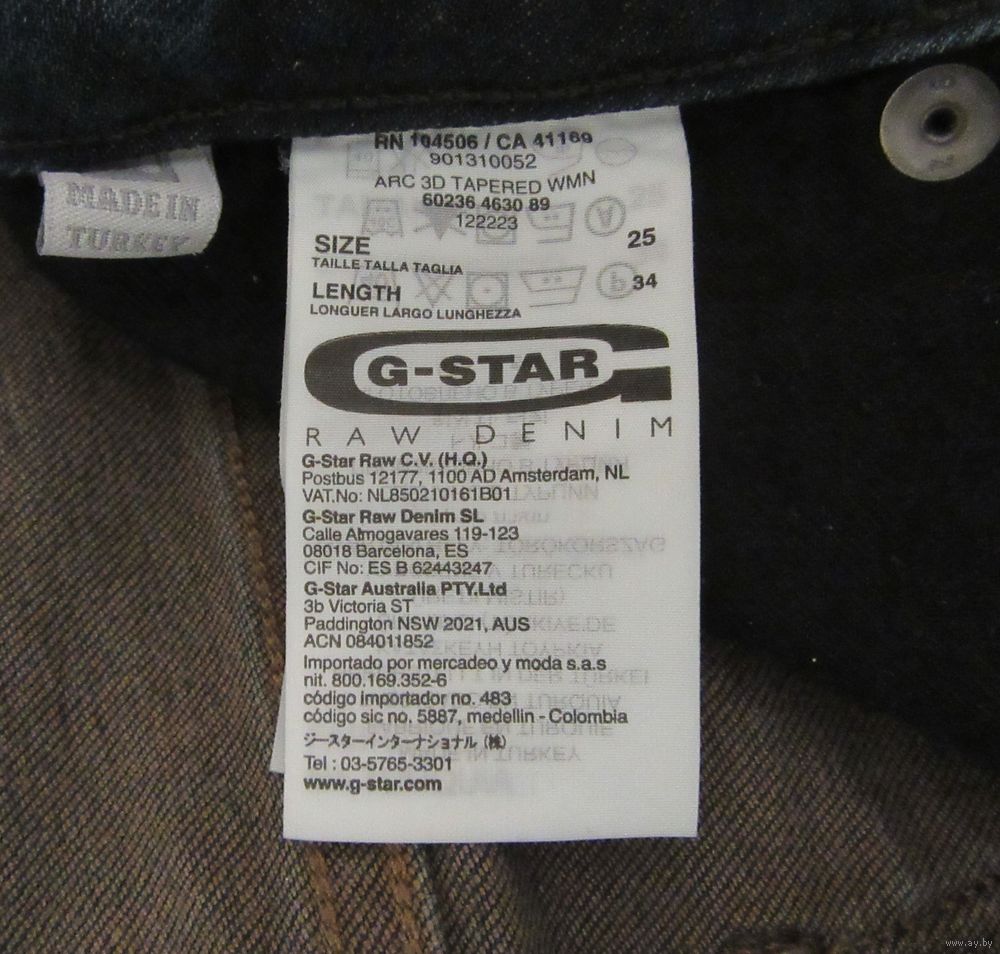 RN 104506 / CA 41169
901310052
ARC 3D TAPERED WMN
60236 4630 89
122223
SIZE 25
TAILLE TALLA TAGLIA
LENGTH 34
LONGUER LARGO LUNGHEZZA
G-STAR
RAW DENIM
G-Star Raw C.V. (H.Q.)
Postbus 12177, 1100 AD Amsterdam, NL
VAT.No: NL850210161B01
G-Star Raw Denim SL
Calle Almogavares 119-123
08018 Barcelona, ES
CIF No: ES B 62443247
G-Star Australia PTY.Ltd
3b Victoria ST
Paddington NSW 2021, AUS
ACN 084011852
Importado por mercadeo y moda s.a.s
nit. 800.169.352-6
código importador no. 483
código sic no. 5887, medellin - Colombia
ジースターインターナショナル (株)
Tel : 03-5765-3301
www.g-star.com
MADE IN
TURKEY
www.ay.by